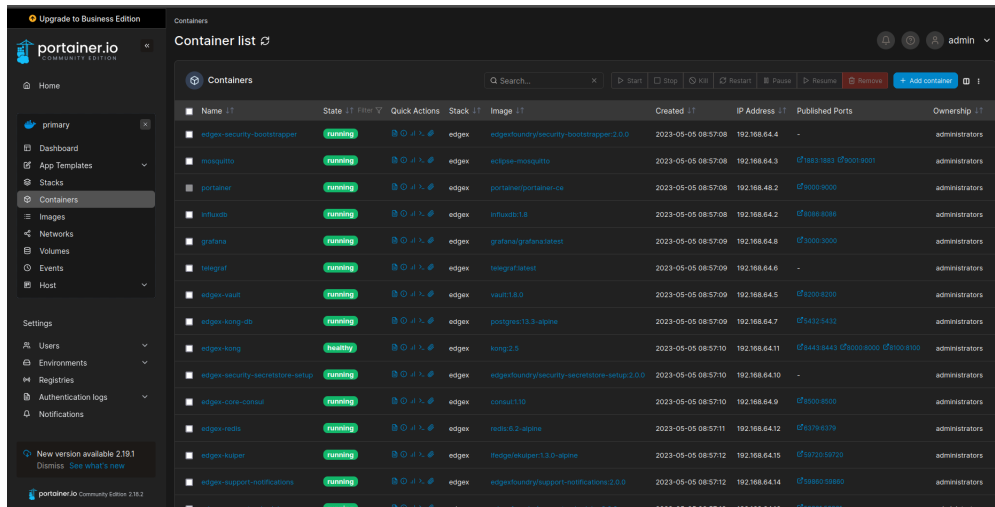 Upgrade to Business Edition
portainer.io
COMMUNITY EDITION
Home
primary
Dashboard
App Templates
Stacks
Containers
Images
Networks
Volumes
Events
Host
Settings
Users
Environments
Registries
Authentication logs
Notifications
New version available 2.19.1
Dismiss See what's new
portainer.io Community Edition 2.18.2
Containers
Container list
admin
Containers Search... Start Stop Kill Restart Pause Resume Remove + Add container
Name State Filter Quick Actions Stack Image Created IP Address Published Ports Ownership
edgex-security-bootstrapper running edgex edgexfoundry/security-bootstrapper:2.0.0 2023-05-05 08:57:08 192.168.64.4 - administrators
mosquitto running edgex eclipse-mosquitto 2023-05-05 08:57:08 192.168.64.3 1883:1883 9001:9001 administrators
portainer running edgex portainer/portainer-ce 2023-05-05 08:57:08 192.168.48.2 9000:9000 administrators
influxdb running edgex influxdb:1.8 2023-05-05 08:57:08 192.168.64.2 8086:8086 administrators
grafana running edgex grafana/grafana:latest 2023-05-05 08:57:09 192.168.64.8 3000:3000 administrators
telegraf running edgex telegraf:latest 2023-05-05 08:57:09 192.168.64.6 - administrators
edgex-vault running edgex vault:1.8.0 2023-05-05 08:57:09 192.168.64.5 8200:8200 administrators
edgex-kong-db running edgex postgres:13.3-alpine 2023-05-05 08:57:09 192.168.64.7 5432:5432 administrators
edgex-kong healthy edgex kong:2.5 2023-05-05 08:57:10 192.168.64.11 8443:8443 8000:8000 8100:8100 administrators
edgex-security-secretstore-setup running edgex edgexfoundry/security-secretstore-setup:2.0.0 2023-05-05 08:57:10 192.168.64.10 - administrators
edgex-core-consul running edgex consul:1.10 2023-05-05 08:57:10 192.168.64.9 8500:8500 administrators
edgex-redis running edgex redis:6.2-alpine 2023-05-05 08:57:11 192.168.64.12 6379:6379 administrators
edgex-kuiper running edgex lfedge/ekuiper:1.3.0-alpine 2023-05-05 08:57:12 192.168.64.15 59720:59720 administrators
edgex-support-notifications running edgex edgexfoundry/support-notifications:2.0.0 2023-05-05 08:57:12 192.168.64.14 59860:59860 administrators